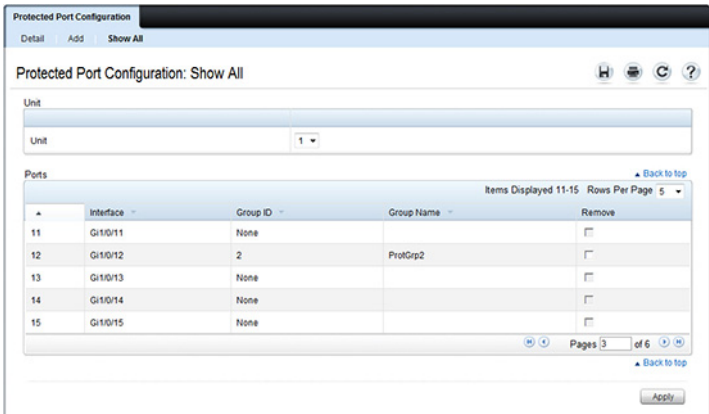 Protected Port Configuration
Detail Add Show All
Protected Port Configuration: Show All
?
Unit
Unit 1
Ports Back to top
Items Displayed 11-15 Rows Per Page 5
Interface Group ID Group Name Remove
11 Gi1/0/11 None
12 Gi1/0/12 2 ProtGrp2
13 Gi1/0/13 None
14 Gi1/0/14 None
15 Gi1/0/15 None
Pages 3 of 6
Back to top
Apply